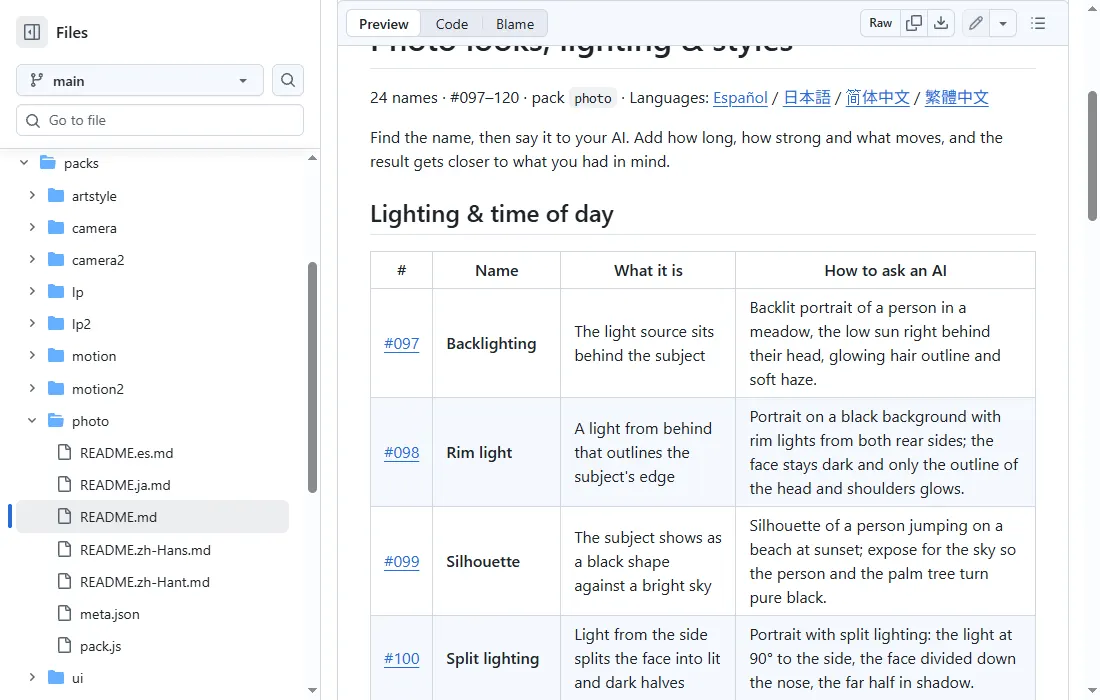 Files
main
Go to file
packs
artstyle
camera
camera2
lp
lp2
motion
motion2
photo
README.es.md
README.ja.md
README.md
README.zh-Hans.md
README.zh-Hant.md
meta.json
pack.js
ui
Preview Code Blame
Raw
Photo looks, lighting & styles
24 names · #097–120 · pack photo · Languages: Español / 日本語 / 简体中文 / 繁體中文
Find the name, then say it to your AI. Add how long, how strong and what moves, and the
result gets closer to what you had in mind.
Lighting & time of day
# Name What it is How to ask an AI
#097
Backlighting
The light source sits
behind the subject
Backlit portrait of a person in a
meadow, the low sun right behind
their head, glowing hair outline and
soft haze.
#098
Rim light
A light from behind
that outlines the
subject's edge
Portrait on a black background with
rim lights from both rear sides; the
face stays dark and only the outline of
the head and shoulders glows.
#099
Silhouette
The subject shows as
a black shape
against a bright sky
Silhouette of a person jumping on a
beach at sunset; expose for the sky so
the person and the palm tree turn
pure black.
#100
Split lighting
Light from the side
splits the face into lit
and dark halves
Portrait with split lighting: the light at
90° to the side, the face divided down
the nose, the far half in shadow.